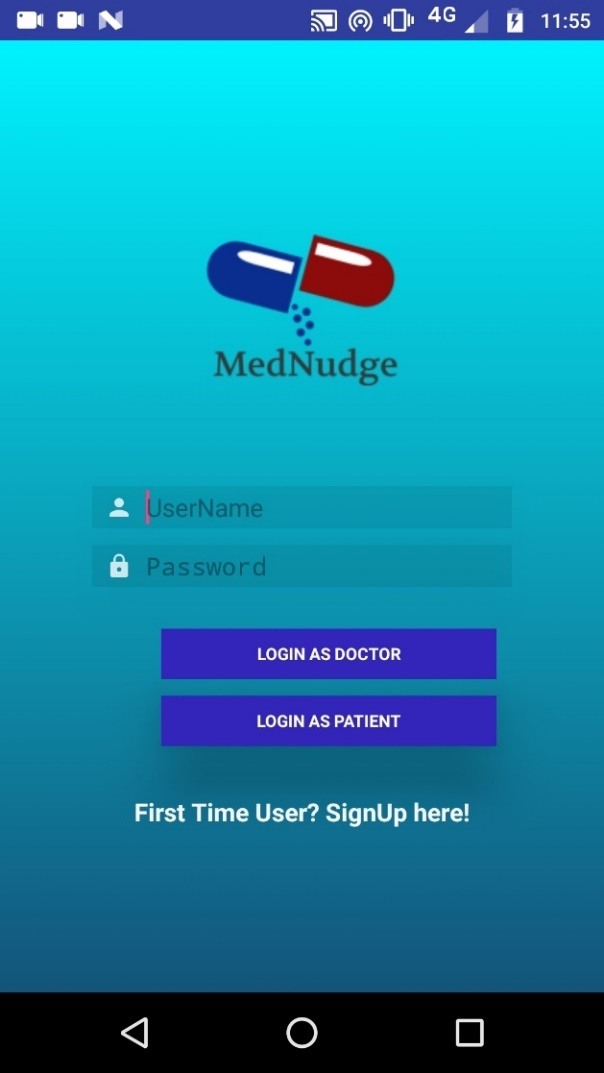 4G 11:55
MedNudge
UserName
Password
LOGIN AS DOCTOR
LOGIN AS PATIENT
First Time User? SignUp here!